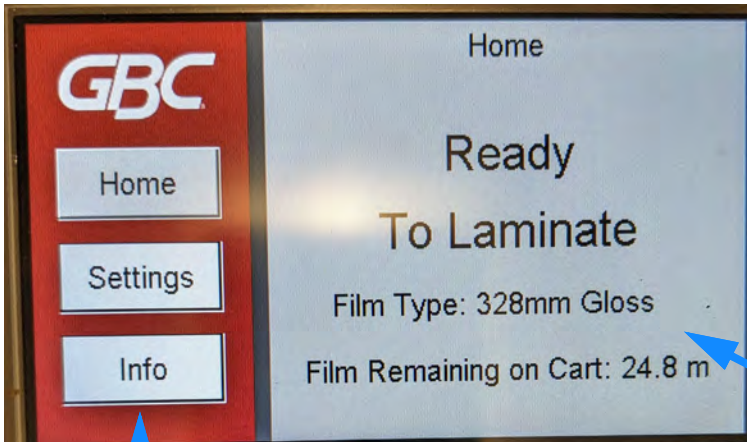 GBC
Home
Settings
Info
Home
Ready
To Laminate
Film Type: 328mm Gloss
Film Remaining on Cart: 24.8 m